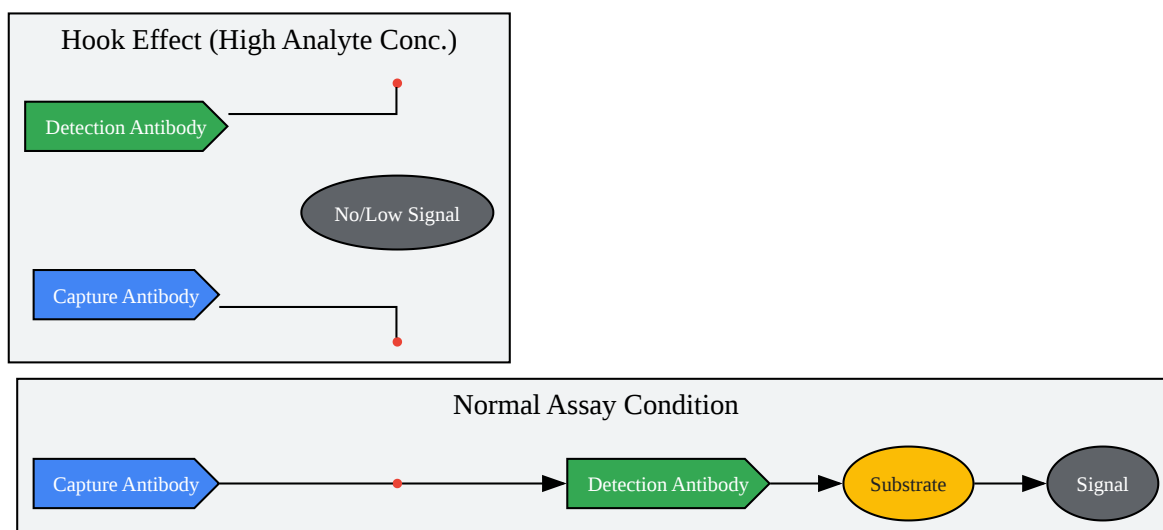 Hook Effect (High Analyte Conc.)
Detection Antibody
No/Low Signal
Capture Antibody
Normal Assay Condition
Capture Antibody
Detection Antibody
Substrate
Signal